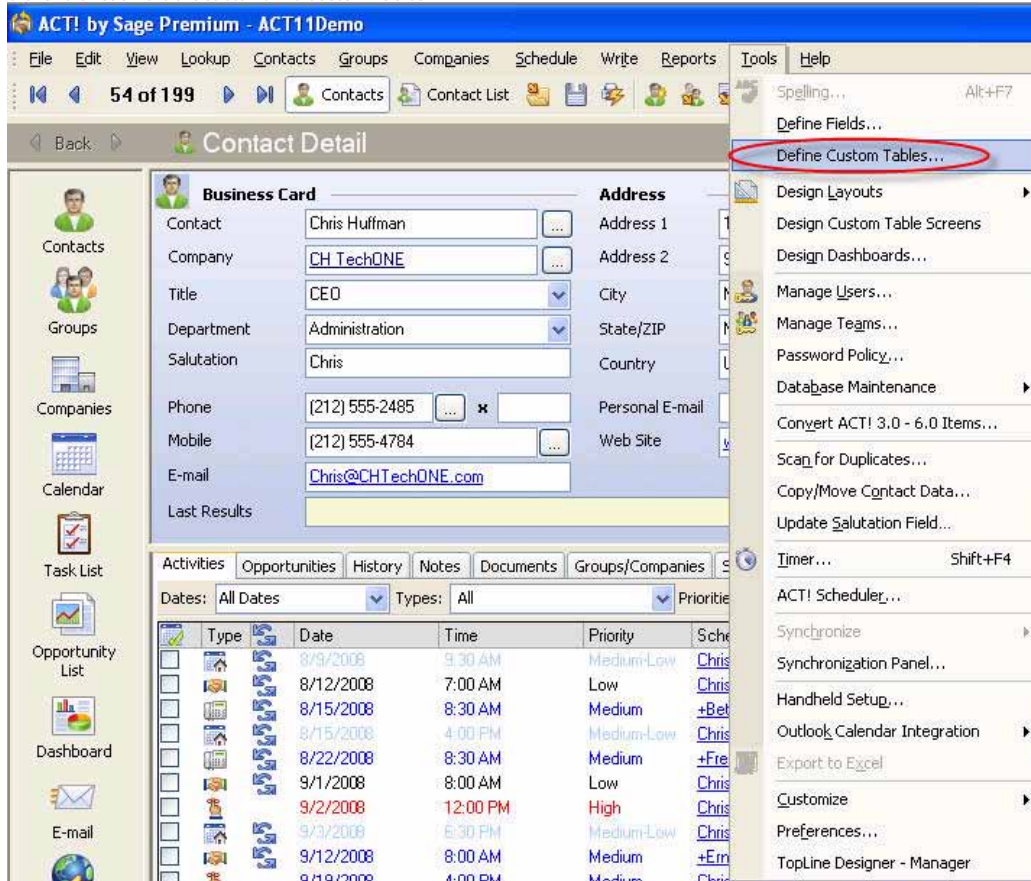 ACT! by Sage Premium - ACT11Demo
File Edit View Lookup Contacts Groups Companies Schedule Write Reports Tools Help
54 of 199 Contacts Contact List
Back Contact Detail
Contacts
Groups
Companies
Calendar
Task List
Opportunity List
Dashboard
E-mail
Business Card
Contact Chris Huffman ...
Company CH TechONE ...
Title CEO
Department Administration
Salutation Chris
Phone (212) 555-2485 ... x
Mobile (212) 555-4784 ...
E-mail Chris@CHTechONE.com
Last Results
Address
Address 1
Address 2
City
State/ZIP
Country
Personal E-mail
Web Site
Activities Opportunities History Notes Documents Groups/Companies
Dates: All Dates Types: All
Type Date Time Priority
8/9/2008 9:30 AM Medium-Low Chris
8/12/2008 7:00 AM Low Chris
8/15/2008 8:30 AM Medium +Bet
8/15/2008 4:00 PM Medium-Low Chris
8/22/2008 8:30 AM Medium +Fre
9/1/2008 8:00 AM Low Chris
9/2/2008 12:00 PM High Chris
9/3/2008 6:30 PM Medium-Low Chris
9/12/2008 8:00 AM Medium +Ern
9/19/2008 4:00 PM Medium Chris
Spelling... Alt+F7
Define Fields...
Define Custom Tables...
Design Layouts
Design Custom Table Screens
Design Dashboards...
Manage Users...
Manage Teams...
Password Policy...
Database Maintenance
Convert ACT! 3.0 - 6.0 Items...
Scan for Duplicates...
Copy/Move Contact Data...
Update Salutation Field...
Timer... Shift+F4
ACT! Scheduler...
Synchronize
Synchronization Panel...
Handheld Setup...
Outlook Calendar Integration
Export to Excel
Customize
Preferences...
TopLine Designer - Manager